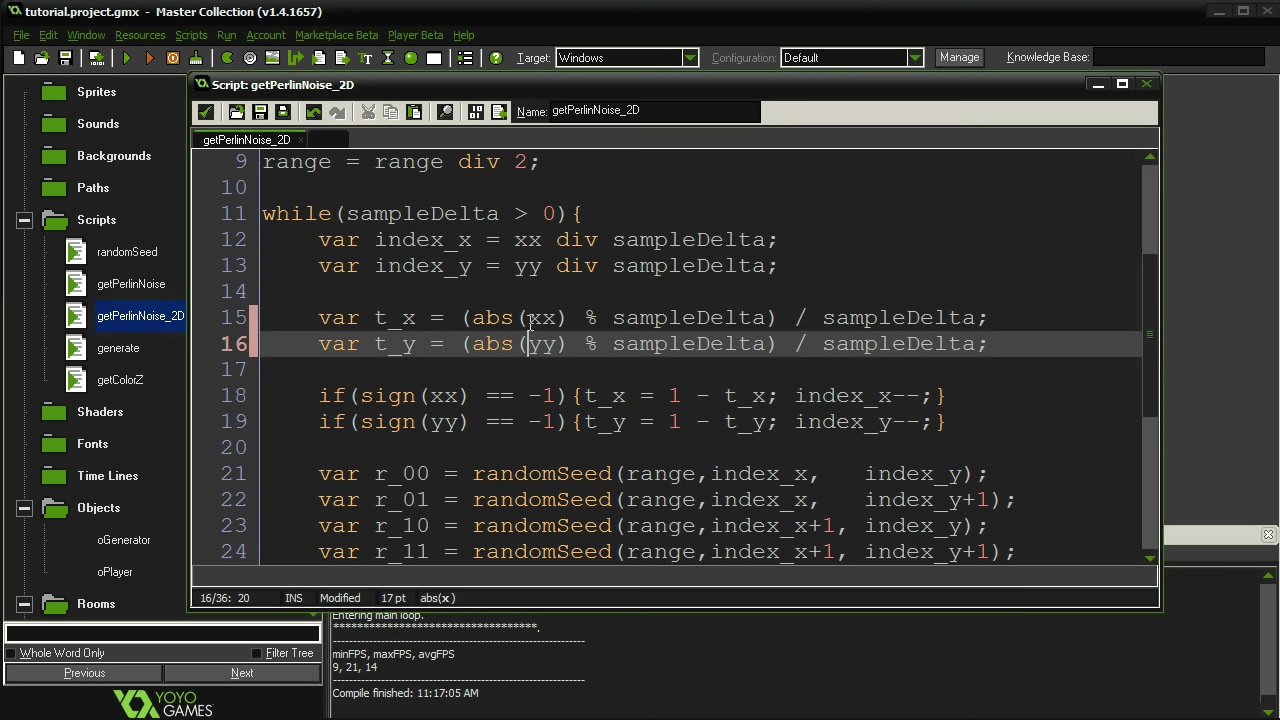 tutorial.project.gmx - Master Collection (v1.4.1657)
File Edit Window Resources Scripts Run Account Marketplace Beta Player Beta Help
Target: Windows Configuration: Default Manage Knowledge Base:
Sprites
Sounds
Backgrounds
Paths
Scripts
randomSeed
getPerlinNoise
getPerlinNoise_2D
generate
getColorZ
Shaders
Fonts
Time Lines
Objects
oGenerator
oPlayer
Rooms
Whole Word Only Filter Tree
Previous Next
YOYO
GAMES
Script: getPerlinNoise_2D
Name: getPerlinNoise_2D
getPerlinNoise_2D
9 range = range div 2;
10
11 while(sampleDelta > 0){
12 var index_x = xx div sampleDelta;
13 var index_y = yy div sampleDelta;
14
15 var t_x = (abs(xx) % sampleDelta) / sampleDelta;
16 var t_y = (abs(yy) % sampleDelta) / sampleDelta;
17
18 if(sign(xx) == -1){t_x = 1 - t_x; index_x--;}
19 if(sign(yy) == -1){t_y = 1 - t_y; index_y--;}
20
21 var r_00 = randomSeed(range,index_x, index_y);
22 var r_01 = randomSeed(range,index_x, index_y+1);
23 var r_10 = randomSeed(range,index_x+1, index_y);
24 var r_11 = randomSeed(range,index_x+1, index_y+1);
16/36: 20 INS Modified 17 pt abs(x)
Entering main loop.
**********************************.
minFPS, maxFPS, avgFPS
9, 21, 14
Compile finished: 11:17:05 AM